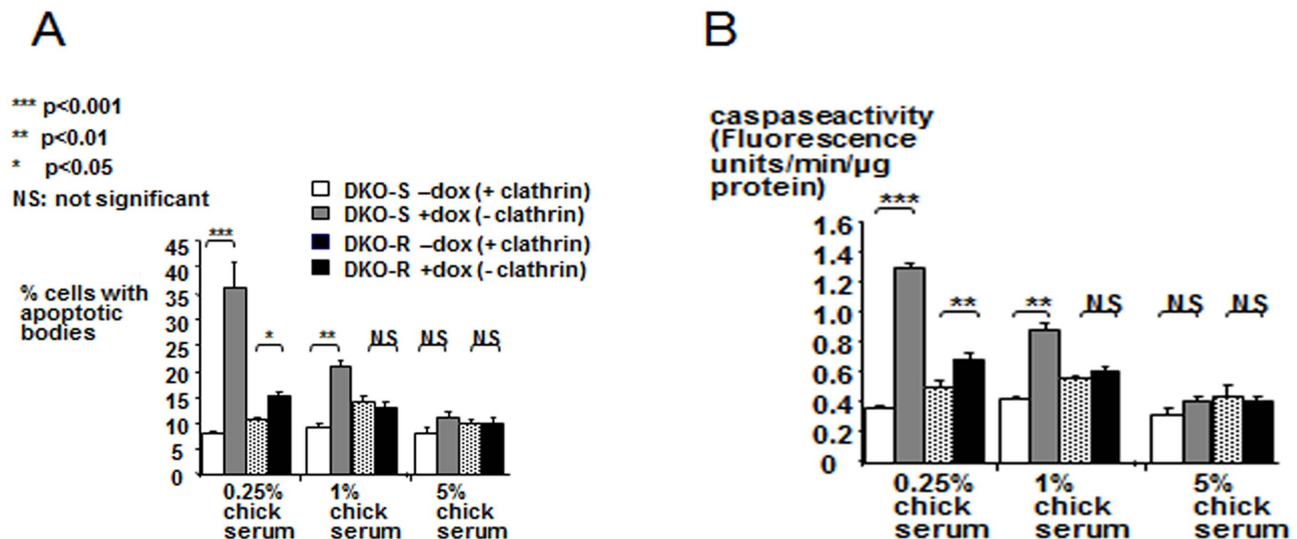 A
*** p<0.001
** p<0.01
* p<0.05
NS: not significant
DKO-S –dox (+ clathrin)
DKO-S +dox (- clathrin)
DKO-R –dox (+ clathrin)
DKO-R +dox (- clathrin)
% cells with
apoptotic
bodies
45
40
35
30
25
20
15
10
5
0
***
*
**
NS
NS
NS
0.25%
chick
serum
1%
chick
serum
5%
chick
serum
B
caspaseactivity
(Fluorescence
units/min/µg
protein)
1.6
1.4
1.2
1.0
0.8
0.6
0.4
0.2
0
***
**
**
NS
NS
NS
0.25%
chick
serum
1%
chick
serum
5%
chick
serum